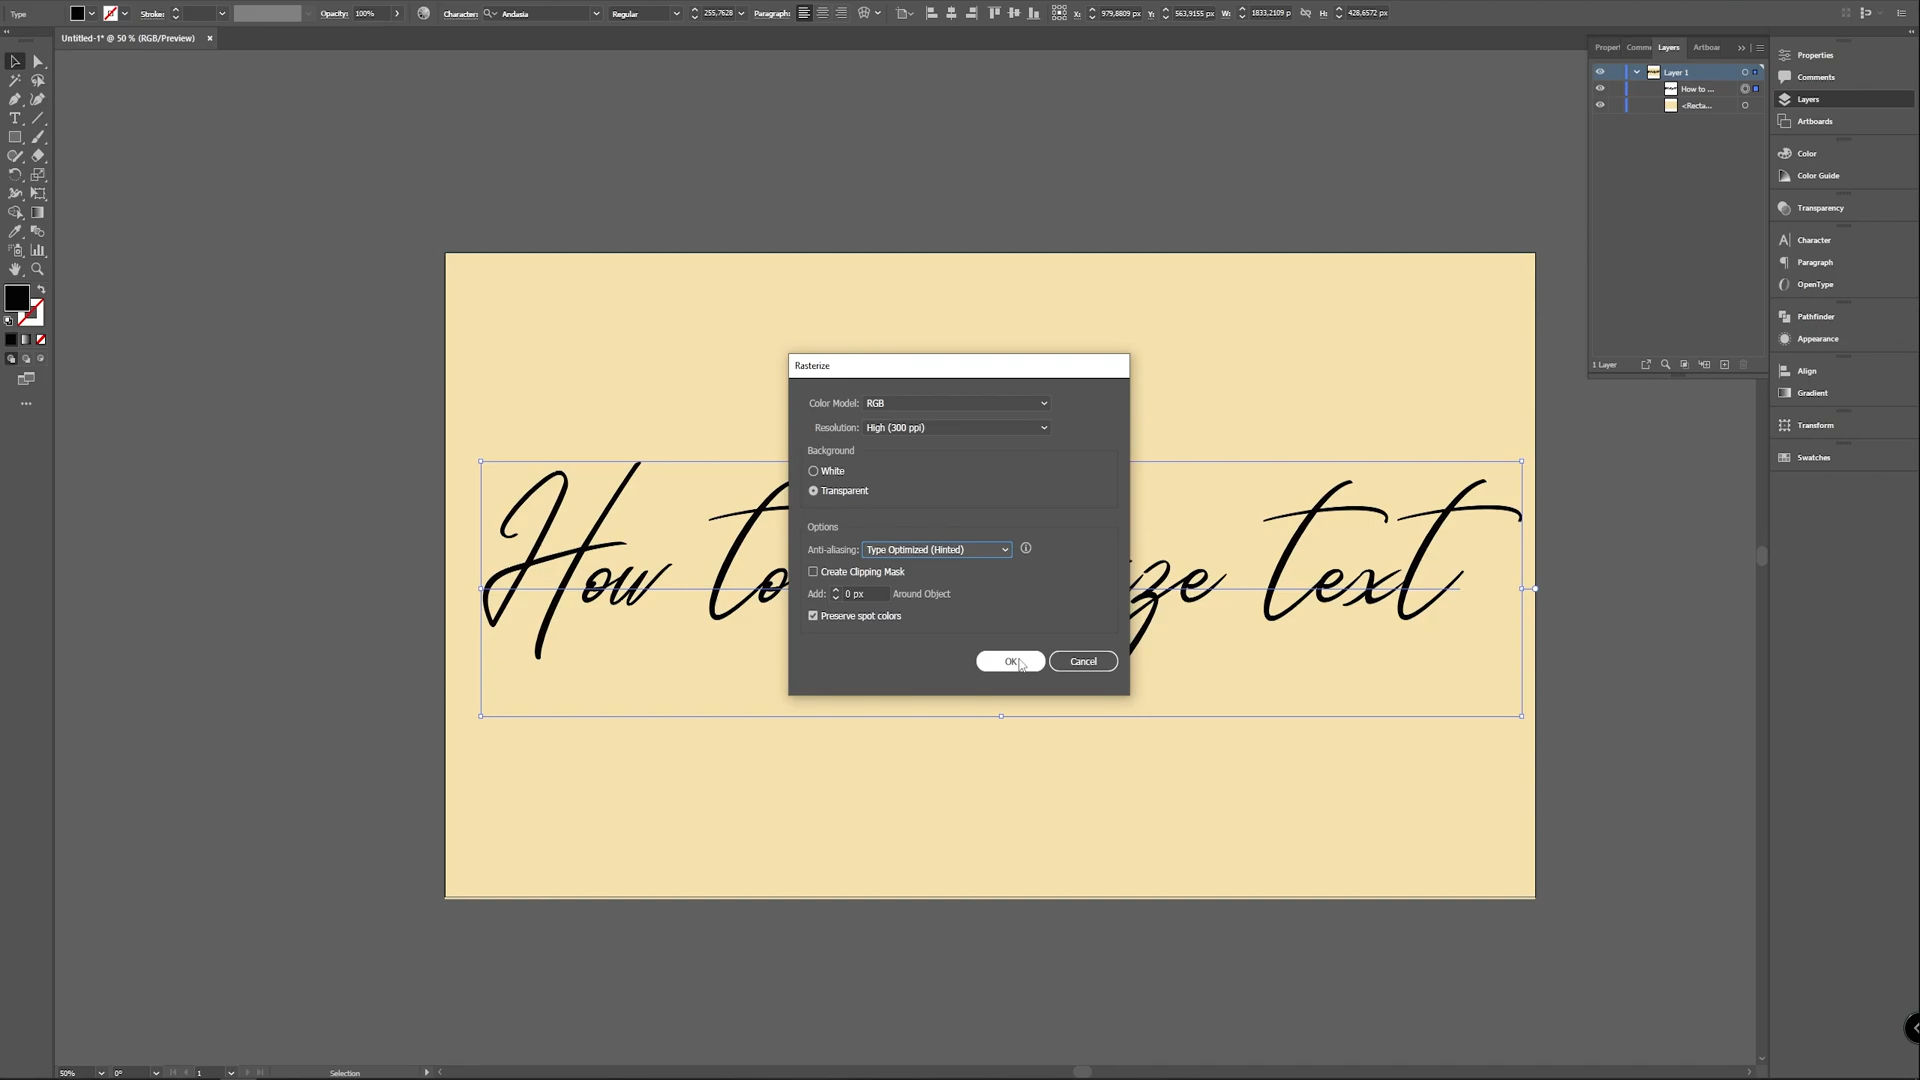 Type
Stroke:
Opacity: 100%
Character: Andasia
Regular
255,7628
Paragraph:
X: 979,8809 px
Y: 563,9155 px
W: 1833,2109 p
H: 428,6572 px
Untitled-1* @ 50 % (RGB/Preview)
Proper
Comme
Layers
Artboar
Layer 1
How to ...
<Recta...
1 Layer
Properties
Comments
Layers
Artboards
Color
Color Guide
Transparency
Character
Paragraph
OpenType
Pathfinder
Appearance
Align
Gradient
Transform
Swatches
Rasterize
Color Model: RGB
Resolution: High (300 ppi)
Background
White
Transparent
Options
Anti-aliasing: Type Optimized (Hinted)
Create Clipping Mask
Add: 0 px Around Object
Preserve spot colors
OK
Cancel
How to ze text
50%
0°
1
Selection